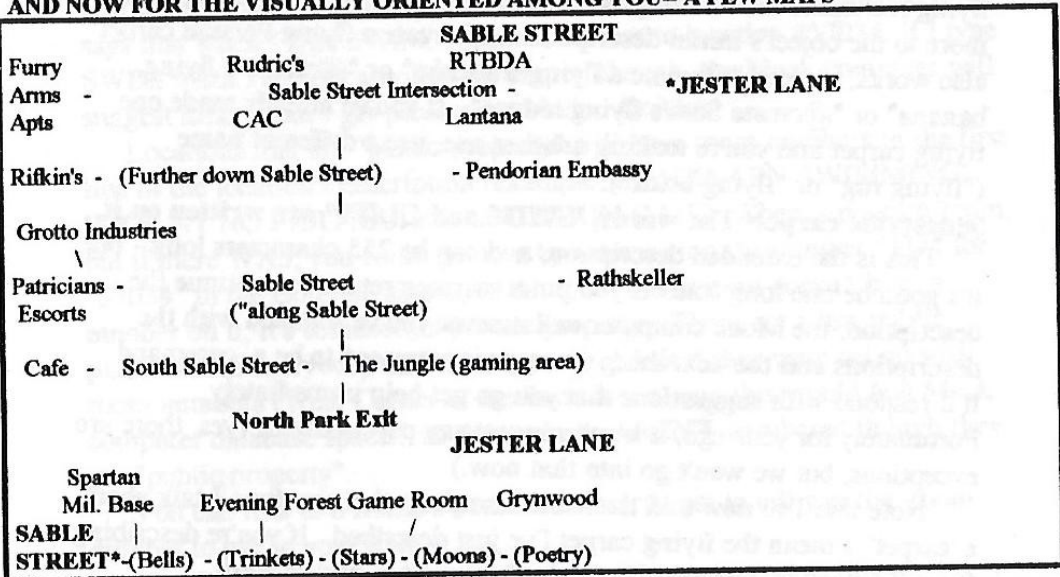 AND NOW FOR THE VISUALLY ORIENTED AMONG YOU-- A FEW MAPS
SABLE STREET
Furry Rudric's RTBDA
Arms - Sable Street Intersection - *JESTER LANE
Apts CAC Lantana
|
Rifkin's - (Further down Sable Street) - Pendorian Embassy
|
Grotto Industries
\
Patricians - Sable Street - Rathskeller
Escorts ("along Sable Street)
|
Cafe - South Sable Street - The Jungle (gaming area)
|
North Park Exit
JESTER LANE
Spartan
Mil. Base Evening Forest Game Room Grynwood
SABLE | | /
STREET*-(Bells) - (Trinkets) - (Stars) - (Moons) - (Poetry)